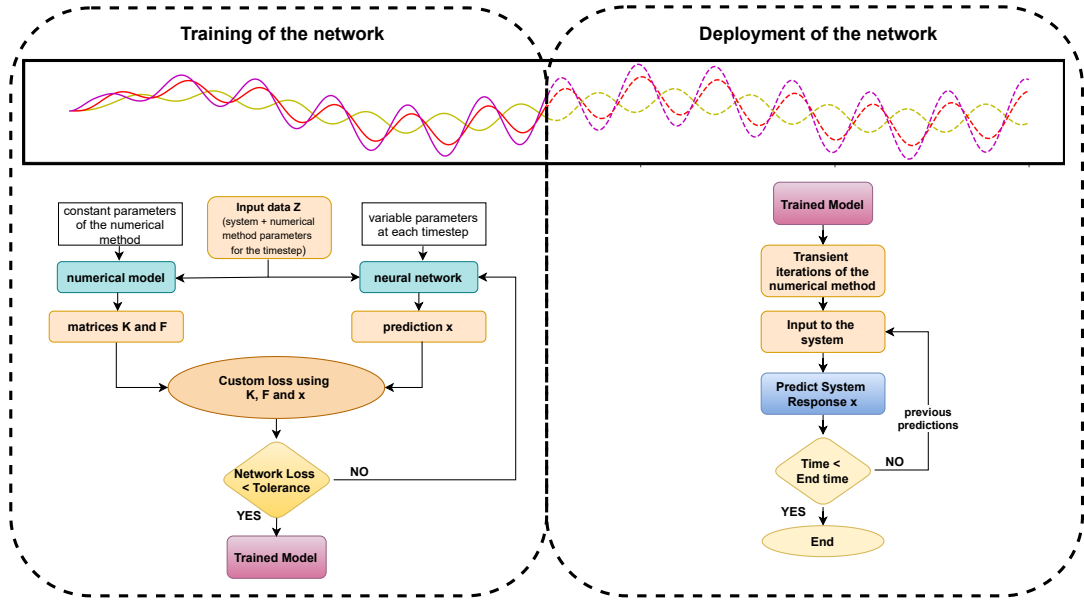 Training of the network
Deployment of the network
constant parameters
of the numerical
method
Input data Z
(system + numerical
method parameters
for the timestep)
variable parameters
at each timestep
numerical model
neural network
matrices K and F
prediction x
Custom loss using
K, F and x
Network Loss
< Tolerance
NO
YES
Trained Model
Trained Model
Transient
iterations of the
numerical method
Input to the
system
Predict System
Response x
previous
predictions
Time <
End time
NO
YES
End